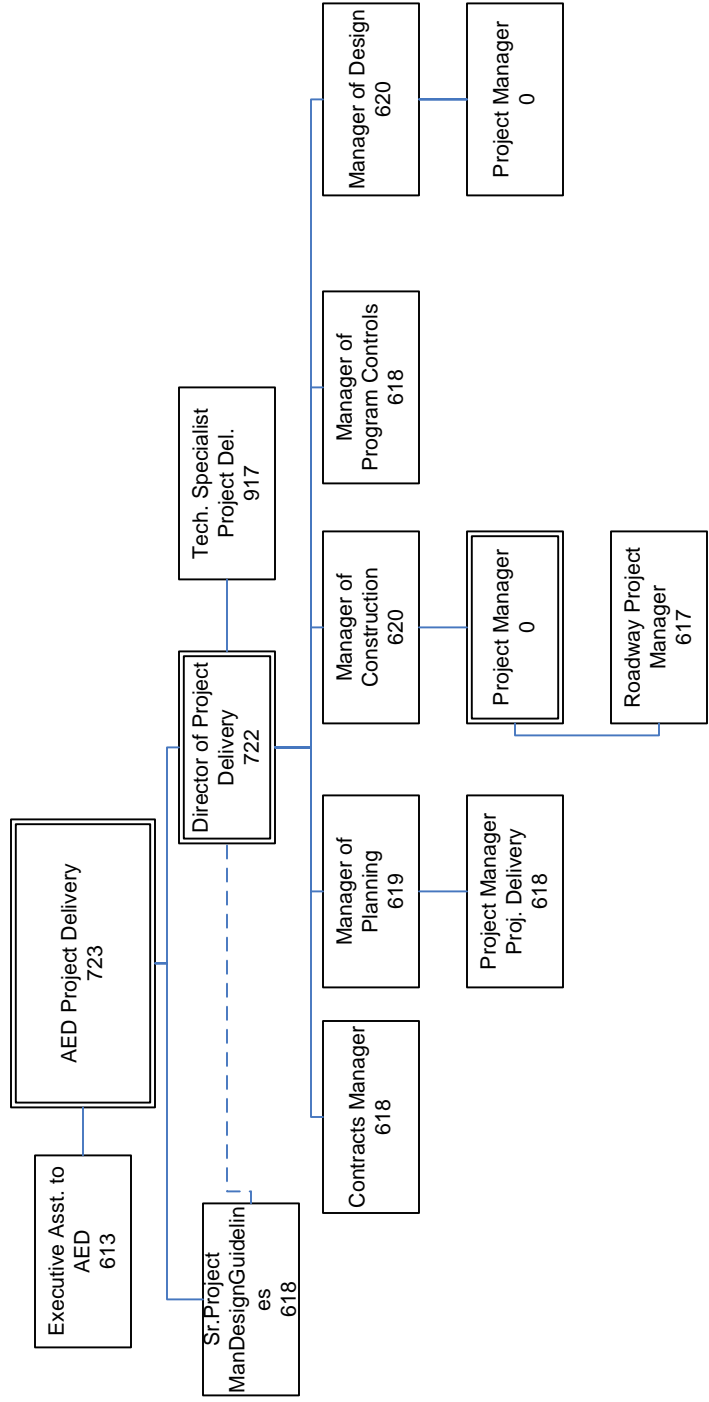 AED Project Delivery
723
Executive Asst. to
AED
613
Director of Project
Delivery
722
Tech. Specialist
Project Del.
917
Sr.Project
ManDesignGuidelin
es
618
Contracts Manager
618
Manager of
Planning
619
Manager of
Construction
620
Manager of
Program Controls
618
Manager of Design
620
Project Manager
Proj. Delivery
618
Project Manager
0
Project Manager
0
Roadway Project
Manager
617